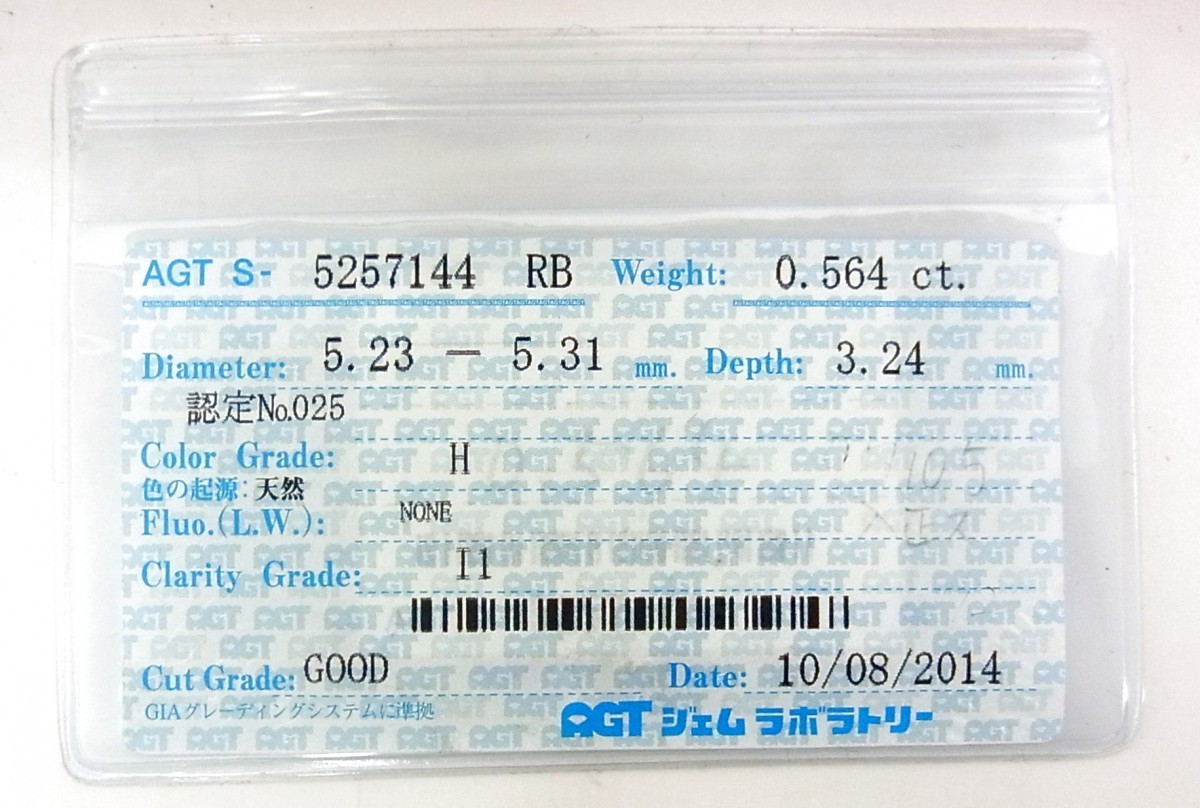 AGT S- 5257144 RB Weight: 0.564 ct.
Diameter: 5.23 - 5.31 mm. Depth: 3.24 mm.
認定No.025
Color Grade: H
色の起源: 天然
Fluo.(L.W.): NONE
Clarity Grade: I1
Cut Grade: GOOD Date: 10/08/2014
GIAグレーディングシステムに準拠
AGT ジェムラボラトリー